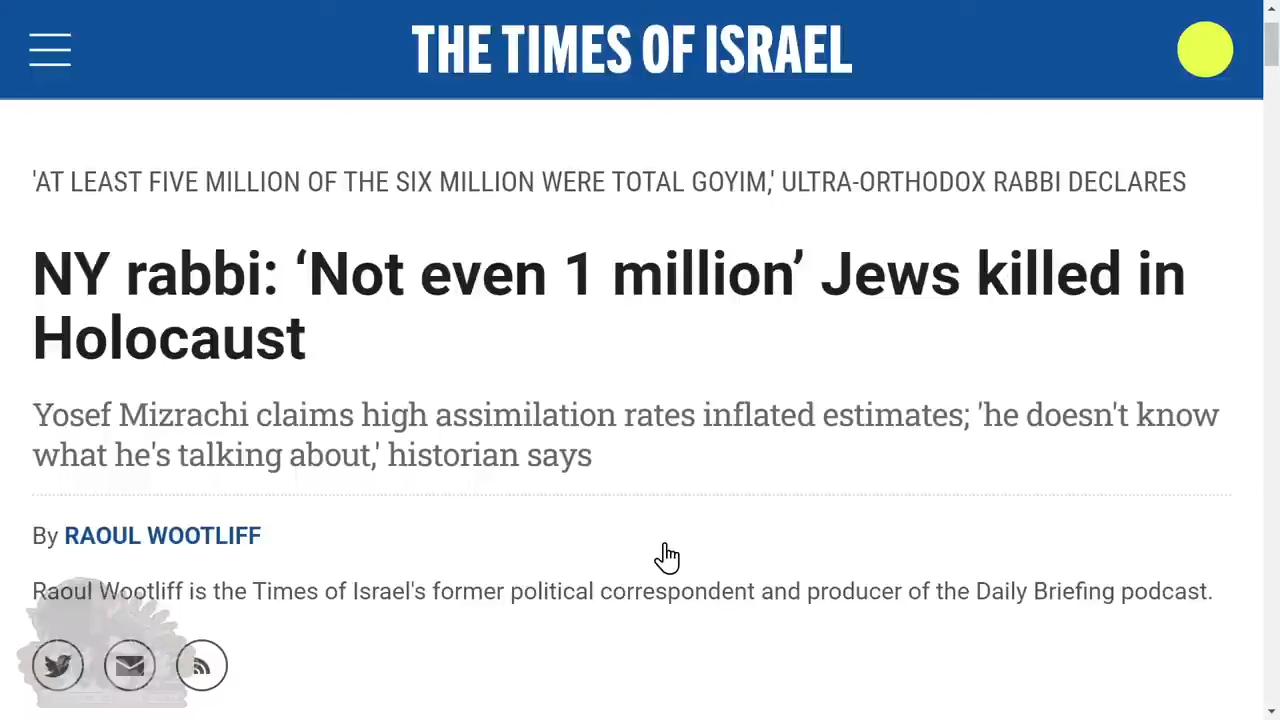 THE TIMES OF ISRAEL
'AT LEAST FIVE MILLION OF THE SIX MILLION WERE TOTAL GOYIM,' ULTRA-ORTHODOX RABBI DECLARES
NY rabbi: ‘Not even 1 million’ Jews killed in
Holocaust
Yosef Mizrachi claims high assimilation rates inflated estimates; 'he doesn't know
what he's talking about,' historian says
By RAOUL WOOTLIFF
Raoul Wootliff is the Times of Israel's former political correspondent and producer of the Daily Briefing podcast.